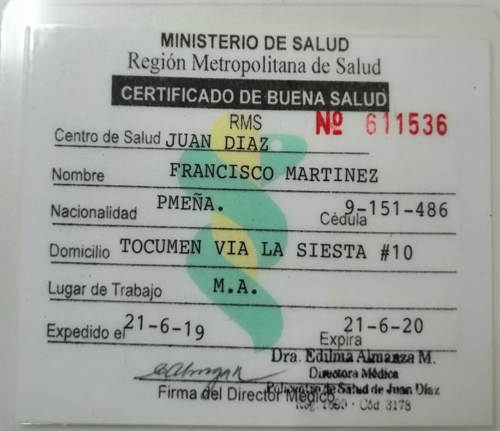 MINISTERIO DE SALUD
Región Metropolitana de Salud
CERTIFICADO DE BUENA SALUD
RMS Nº 611536
Centro de Salud JUAN DIAZ
Nombre FRANCISCO MARTINEZ
Nacionalidad PMEÑA. Cédula 9-151-486
Domicilio TOCUMEN VIA LA SIESTA #10
Lugar de Trabajo M.A.
Expedido el 21-6-19 Expira 21-6-20
Dra. Edilma Almanza M.
Directora Médica
Firma del Director Médico Policentro de Salud de Juan Díaz
Cód 3178